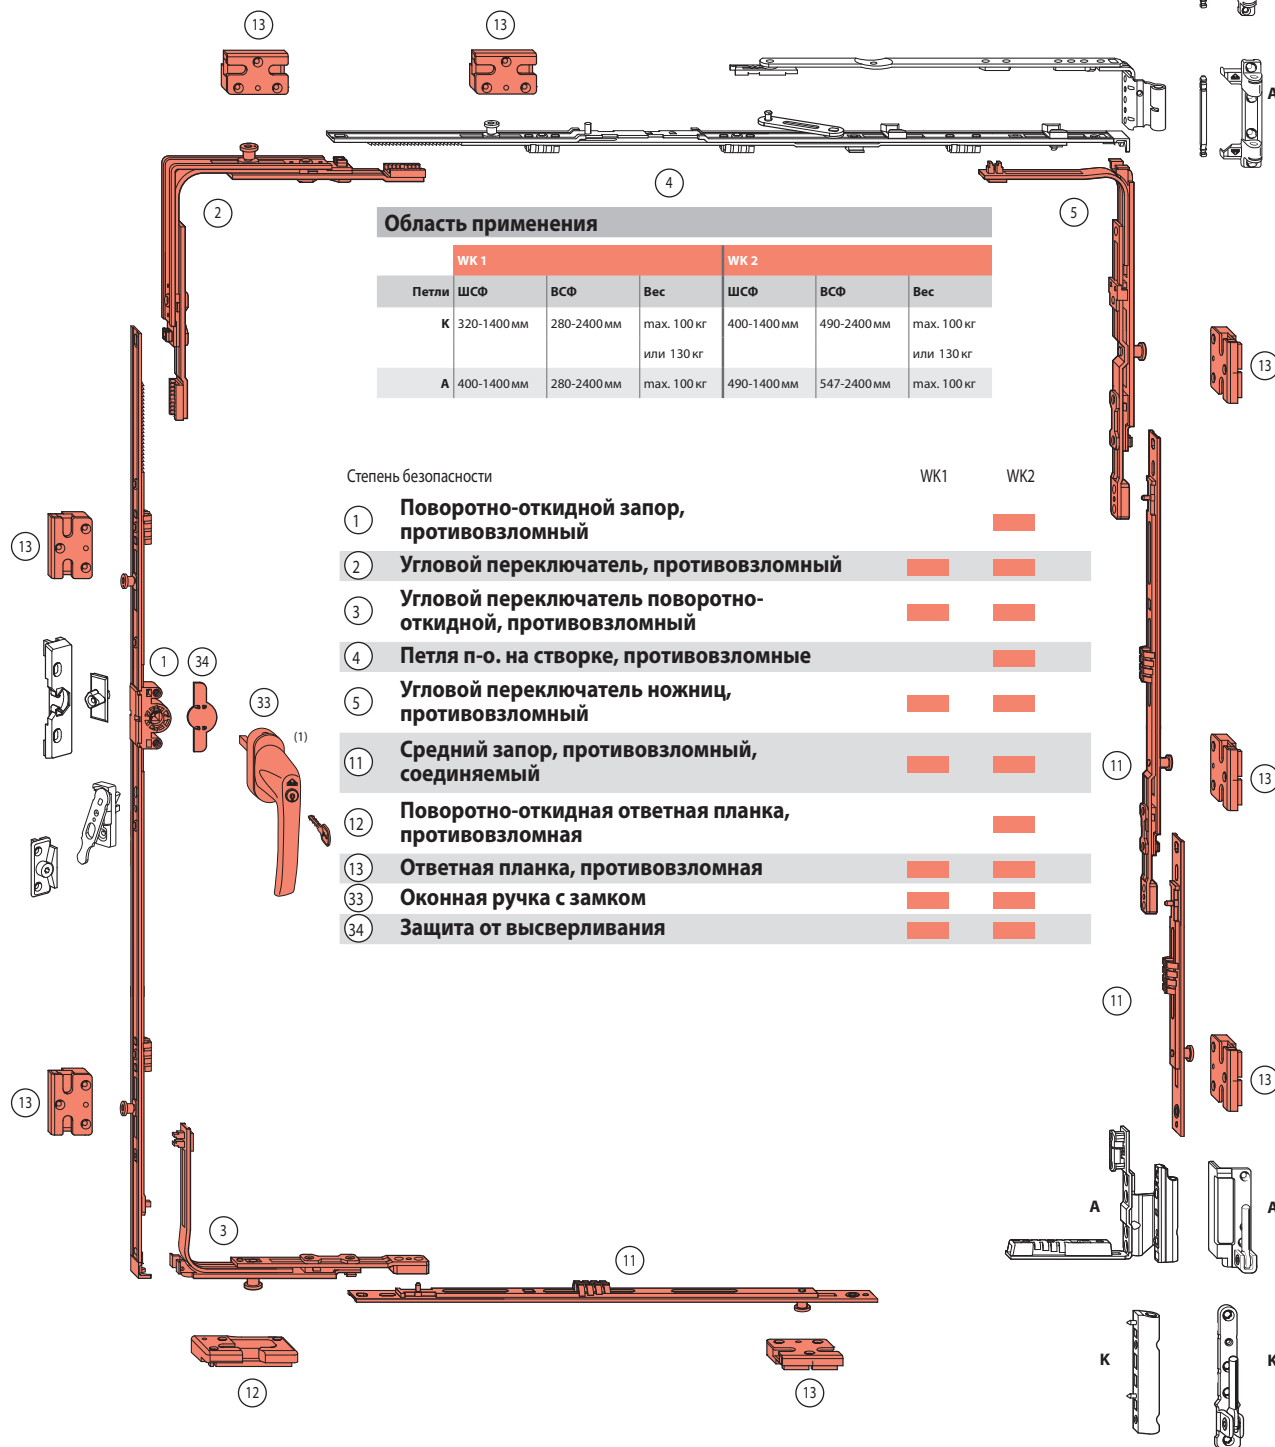 13
13
A
2
4
5
Область применения
WK 1 WK 2
Петли ШСФ ВСФ Вес ШСФ ВСФ Вес
K 320-1400 мм 280-2400 мм max. 100 кг 400-1400 мм 490-2400 мм max. 100 кг
или 130 кг или 130 кг
A 400-1400 мм 280-2400 мм max. 100 кг 490-1400 мм 547-2400 мм max. 100 кг
13
Степень безопасности WK1 WK2
1 Поворотно-откидной запор,
противовзломный
2 Угловой переключатель, противовзломный
3 Угловой переключатель поворотно-
откидной, противовзломный
4 Петля п-о. на створке, противовзломные
5 Угловой переключатель ножниц,
противовзломный
11 Средний запор, противовзломный,
соединяемый
12 Поворотно-откидная ответная планка,
противовзломная
13 Ответная планка, противовзломная
33 Оконная ручка с замком
34 Защита от высверливания
13
1
34
33
(1)
11
13
11
13
13
A
A
3
11
K
K
12
13